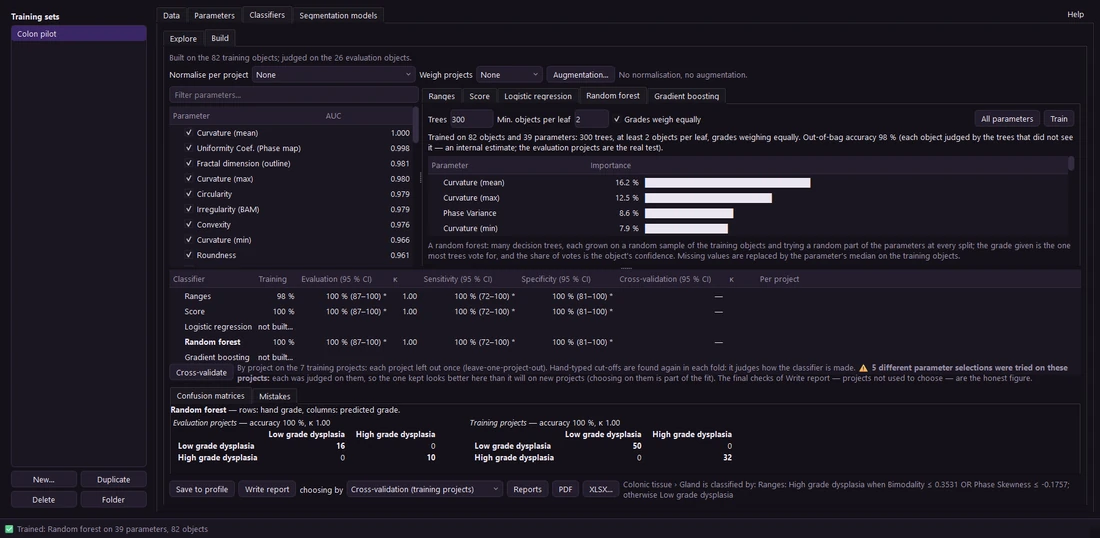 Training sets
Data Parameters Classifiers Segmentation models Help
Colon pilot
Explore Build
Built on the 82 training objects; judged on the 26 evaluation objects.
Normalise per project None Weigh projects None Augmentation... No normalisation, no augmentation.
Filter parameters...
Parameter AUC
Curvature (mean) 1.000
Uniformity Coef. (Phase map) 0.998
Fractal dimension (outline) 0.981
Curvature (max) 0.980
Circularity 0.979
Irregularity (BAM) 0.979
Convexity 0.976
Curvature (min) 0.966
Roundness 0.961
Ranges Score Logistic regression Random forest Gradient boosting
Trees 300 Min. objects per leaf 2 Grades weigh equally All parameters Train
Trained on 82 objects and 39 parameters: 300 trees, at least 2 objects per leaf, grades weighing equally. Out-of-bag accuracy 98 % (each object judged by the trees that did not see
it — an internal estimate; the evaluation projects are the real test).
Parameter Importance
Curvature (mean) 16.2 %
Curvature (max) 12.5 %
Phase Variance 8.6 %
Curvature (min) 7.9 %
A random forest: many decision trees, each grown on a random sample of the training objects and trying a random part of the parameters at every split; the grade given is the one
most trees vote for, and the share of votes is the object's confidence. Missing values are replaced by the parameter's median on the training objects.
Classifier Training Evaluation (95 % CI) κ Sensitivity (95 % CI) Specificity (95 % CI) Cross-validation (95 % CI) κ Per project
Ranges 98 % 100 % (87–100) * 1.00 100 % (72–100) * 100 % (81–100) * —
Score 100 % 100 % (87–100) * 1.00 100 % (72–100) * 100 % (81–100) * —
Logistic regression not built...
Random forest 100 % 100 % (87–100) * 1.00 100 % (72–100) * 100 % (81–100) * —
Gradient boosting not built...
Cross-validate
By project on the 7 training projects: each project left out once (leave-one-project-out). Hand-typed cut-offs are found again in each fold: it judges how the classifier is made. ⚠ 5 different parameter selections were tried on these
projects: each was judged on them, so the one kept looks better here than it will on new projects (choosing on them is part of the fit). The final checks of Write report — projects not used to choose — are the honest figure.
Confusion matrices Mistakes
Random forest — rows: hand grade, columns: predicted grade.
Evaluation projects — accuracy 100 %, κ 1.00 Training projects — accuracy 100 %, κ 1.00
Low grade dysplasia High grade dysplasia Low grade dysplasia High grade dysplasia
Low grade dysplasia 16 0 Low grade dysplasia 50 0
High grade dysplasia 0 10 High grade dysplasia 0 32
New... Duplicate
Delete Folder
Save to profile Write report choosing by Cross-validation (training projects) Reports PDF XLSX...
Colonic tissue › Gland is classified by: Ranges: High grade dysplasia when Bimodality ≤ 0.3531 OR Phase Skewness ≤ -0.1757;
otherwise Low grade dysplasia
Trained: Random forest on 39 parameters, 82 objects